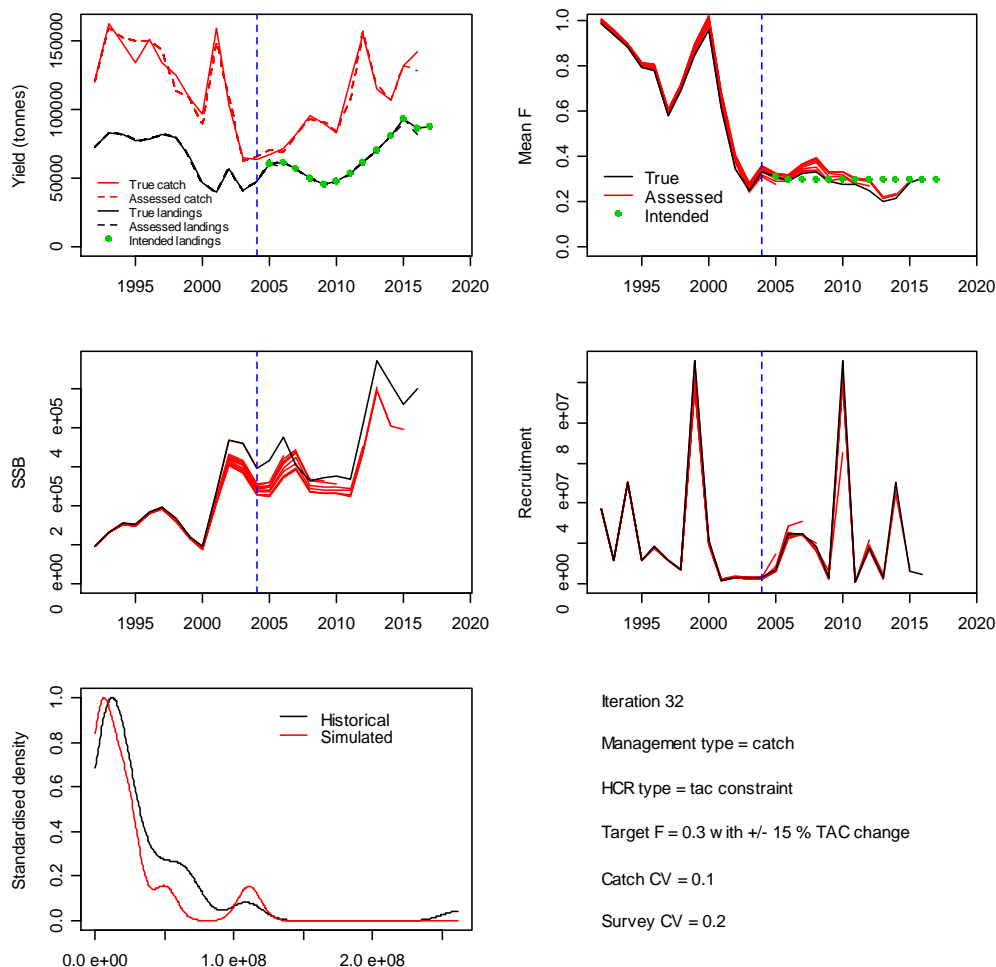 150000
100000
50000
0
Yield (tonnes)
True catch
Assessed catch
True landings
Assessed landings
Intended landings
1995 2000 2005 2010 2015 2020
1.0
0.8
0.6
0.4
0.2
0.0
Mean F
True
Assessed
Intended
1995 2000 2005 2010 2015 2020
e+05
4
e+05
2
e+00
0
SSB
1995 2000 2005 2010 2015 2020
e+07
8
e+07
4
e+00
0
Recruitment
1995 2000 2005 2010 2015 2020
1.0
0.8
0.6
0.4
0.2
0.0
Standardised density
Historical
Simulated
0.0 e+00 1.0 e+08 2.0 e+08
Iteration 32
Management type = catch
HCR type = tac constraint
Target F = 0.3 with +/- 15 % TAC change
Catch CV = 0.1
Survey CV = 0.2